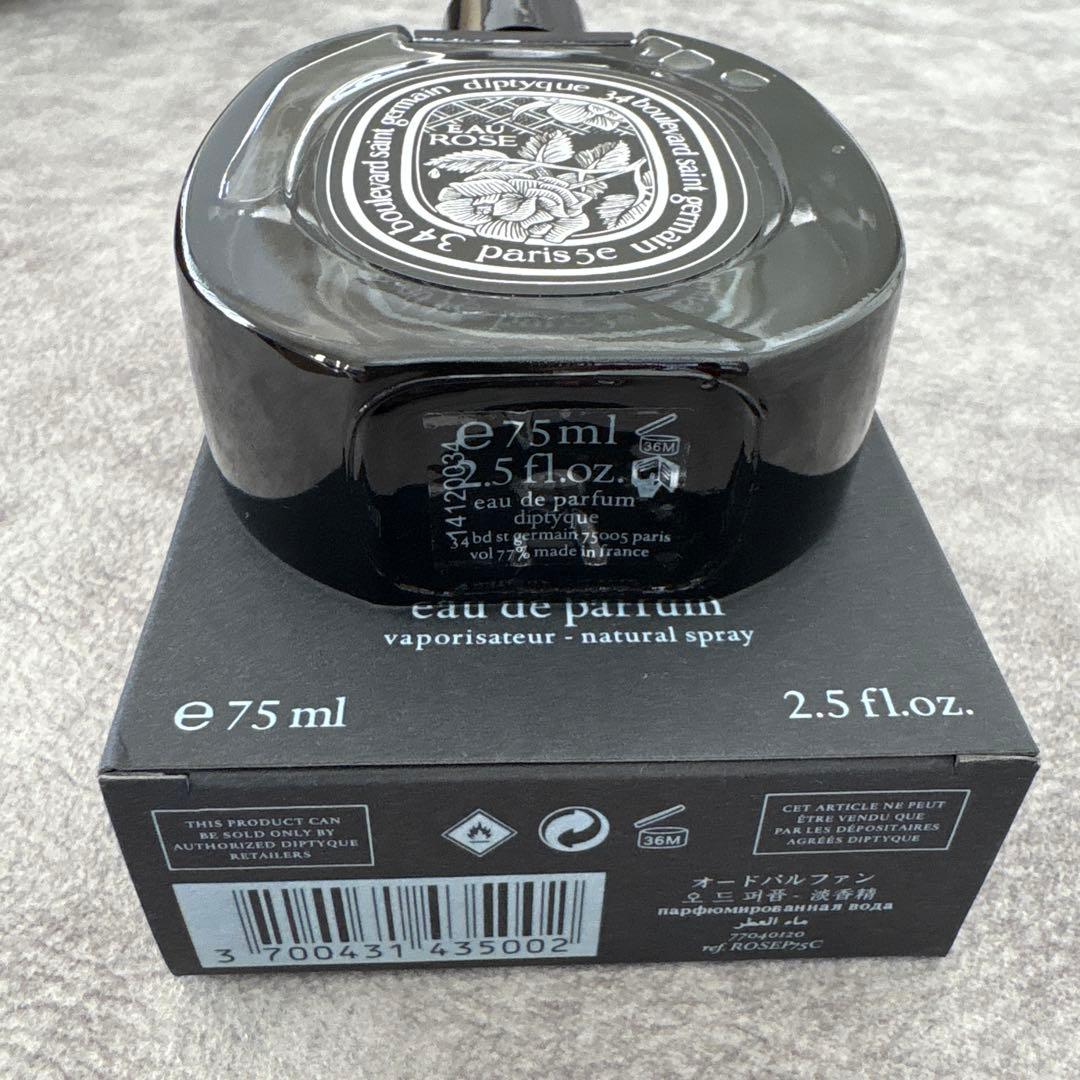 34 boulevard saint germain diptyque 34 boulevard saint germain
EAU
ROSE
paris 5e
14120034
e 75 ml
2.5 fl.oz.
36M
eau de parfum
diptyque
34 bd st germain 75005 paris
vol 77% made in france
eau de parfum
vaporisateur - natural spray
e 75 ml
2.5 fl.oz.
THIS PRODUCT CAN
BE SOLD ONLY BY
AUTHORIZED DIPTYQUE
RETAILERS
36M
CET ARTICLE NE PEUT
ÊTRE VENDU QUE
PAR LES DÉPOSITAIRES
AGRÉÉS DIPTYQUE
3 700431 435002
オードパルファン
오 드 퍼퓸 - 淡香精
парфюмированная вода
ماء العطر
77040120
ref. ROSEP75C